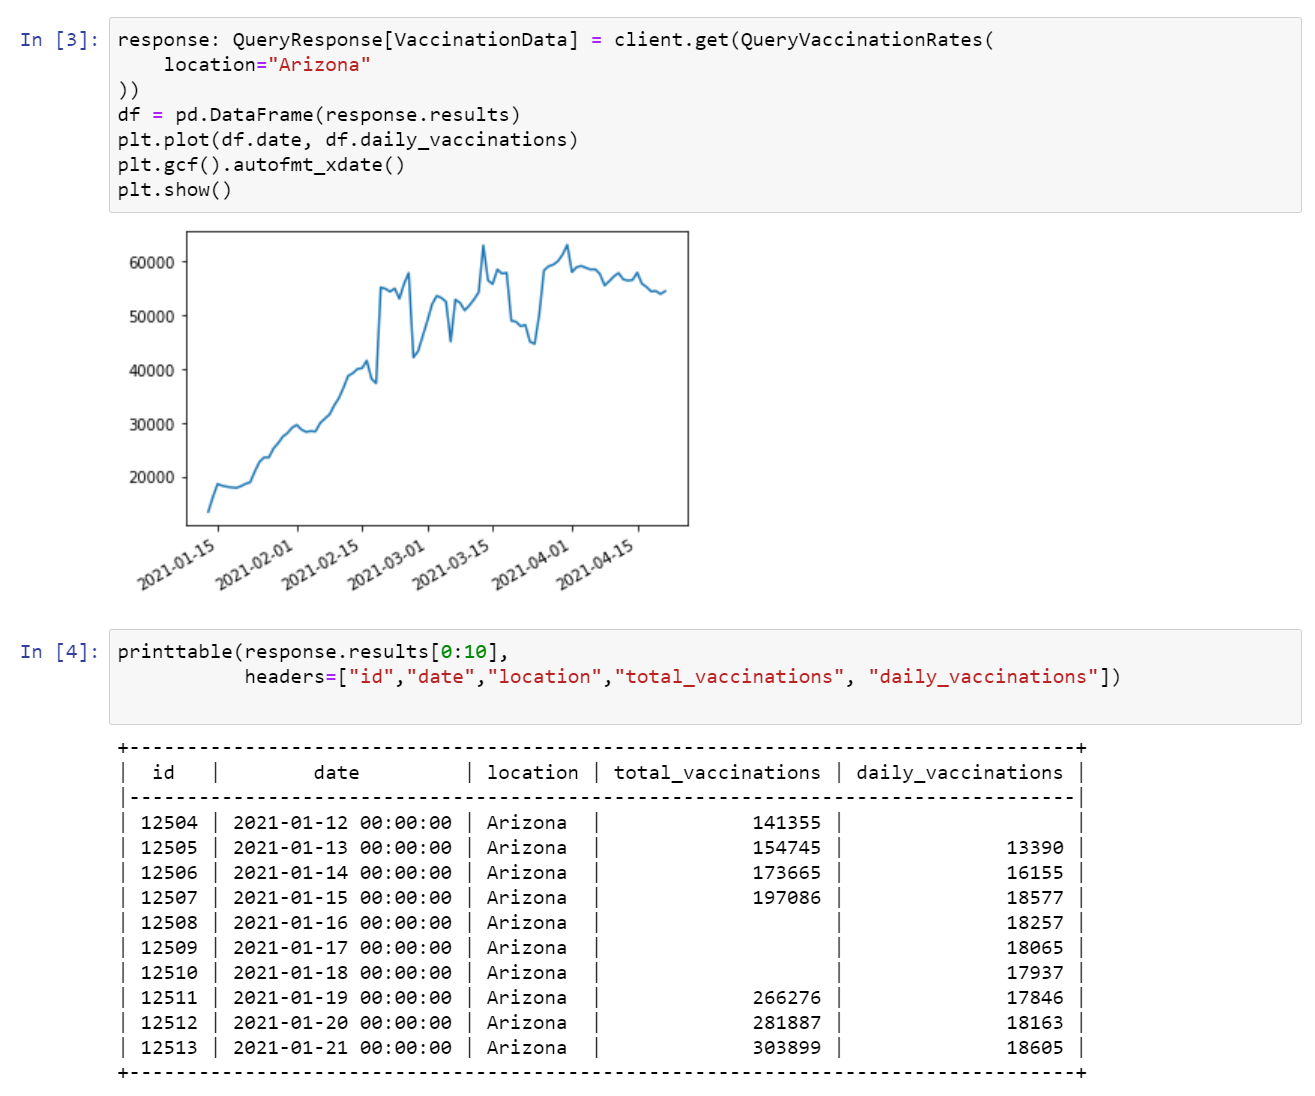 In [3]: response: QueryResponse[VaccinationData] = client.get(QueryVaccinationRates(
    location="Arizona"
))
df = pd.DataFrame(response.results)
plt.plot(df.date, df.daily_vaccinations)
plt.gcf().autofmt_xdate()
plt.show()
60000
50000
40000
30000
20000
2021-01-15 2021-02-01 2021-02-15 2021-03-01 2021-03-15 2021-04-01 2021-04-15
In [4]: printtable(response.results[0:10],
           headers=["id","date","location","total_vaccinations", "daily_vaccinations"])
+----------------------------------------------------------------------------------+
|  id   |        date         | location | total_vaccinations | daily_vaccinations |
|----------------------------------------------------------------------------------|
| 12504 | 2021-01-12 00:00:00 | Arizona  |             141355 |                    |
| 12505 | 2021-01-13 00:00:00 | Arizona  |             154745 |              13390 |
| 12506 | 2021-01-14 00:00:00 | Arizona  |             173665 |              16155 |
| 12507 | 2021-01-15 00:00:00 | Arizona  |             197086 |              18577 |
| 12508 | 2021-01-16 00:00:00 | Arizona  |                    |              18257 |
| 12509 | 2021-01-17 00:00:00 | Arizona  |                    |              18065 |
| 12510 | 2021-01-18 00:00:00 | Arizona  |                    |              17937 |
| 12511 | 2021-01-19 00:00:00 | Arizona  |             266276 |              17846 |
| 12512 | 2021-01-20 00:00:00 | Arizona  |             281887 |              18163 |
| 12513 | 2021-01-21 00:00:00 | Arizona  |             303899 |              18605 |
+----------------------------------------------------------------------------------+